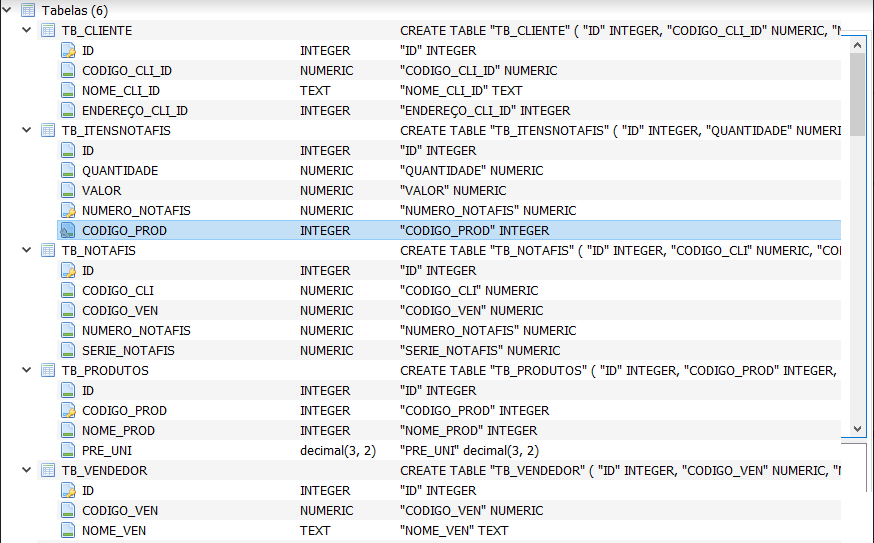 Tabelas (6)
TB_CLIENTE CREATE TABLE "TB_CLIENTE" ( "ID" INTEGER, "CODIGO_CLI_ID" NUMERIC, "N
ID INTEGER "ID" INTEGER
CODIGO_CLI_ID NUMERIC "CODIGO_CLI_ID" NUMERIC
NOME_CLI_ID TEXT "NOME_CLI_ID" TEXT
ENDEREÇO_CLI_ID INTEGER "ENDEREÇO_CLI_ID" INTEGER
TB_ITENSNOTAFIS CREATE TABLE "TB_ITENSNOTAFIS" ( "ID" INTEGER, "QUANTIDADE" NUMERI
ID INTEGER "ID" INTEGER
QUANTIDADE NUMERIC "QUANTIDADE" NUMERIC
VALOR NUMERIC "VALOR" NUMERIC
NUMERO_NOTAFIS NUMERIC "NUMERO_NOTAFIS" NUMERIC
CODIGO_PROD INTEGER "CODIGO_PROD" INTEGER
TB_NOTAFIS CREATE TABLE "TB_NOTAFIS" ( "ID" INTEGER, "CODIGO_CLI" NUMERIC, "COI
ID INTEGER "ID" INTEGER
CODIGO_CLI NUMERIC "CODIGO_CLI" NUMERIC
CODIGO_VEN NUMERIC "CODIGO_VEN" NUMERIC
NUMERO_NOTAFIS NUMERIC "NUMERO_NOTAFIS" NUMERIC
SERIE_NOTAFIS NUMERIC "SERIE_NOTAFIS" NUMERIC
TB_PRODUTOS CREATE TABLE "TB_PRODUTOS" ( "ID" INTEGER, "CODIGO_PROD" INTEGER,
ID INTEGER "ID" INTEGER
CODIGO_PROD INTEGER "CODIGO_PROD" INTEGER
NOME_PROD INTEGER "NOME_PROD" INTEGER
PRE_UNI decimal(3, 2) "PRE_UNI" decimal(3, 2)
TB_VENDEDOR CREATE TABLE "TB_VENDEDOR" ( "ID" INTEGER, "CODIGO_VEN" NUMERIC, "N
ID INTEGER "ID" INTEGER
CODIGO_VEN NUMERIC "CODIGO_VEN" NUMERIC
NOME_VEN TEXT "NOME_VEN" TEXT